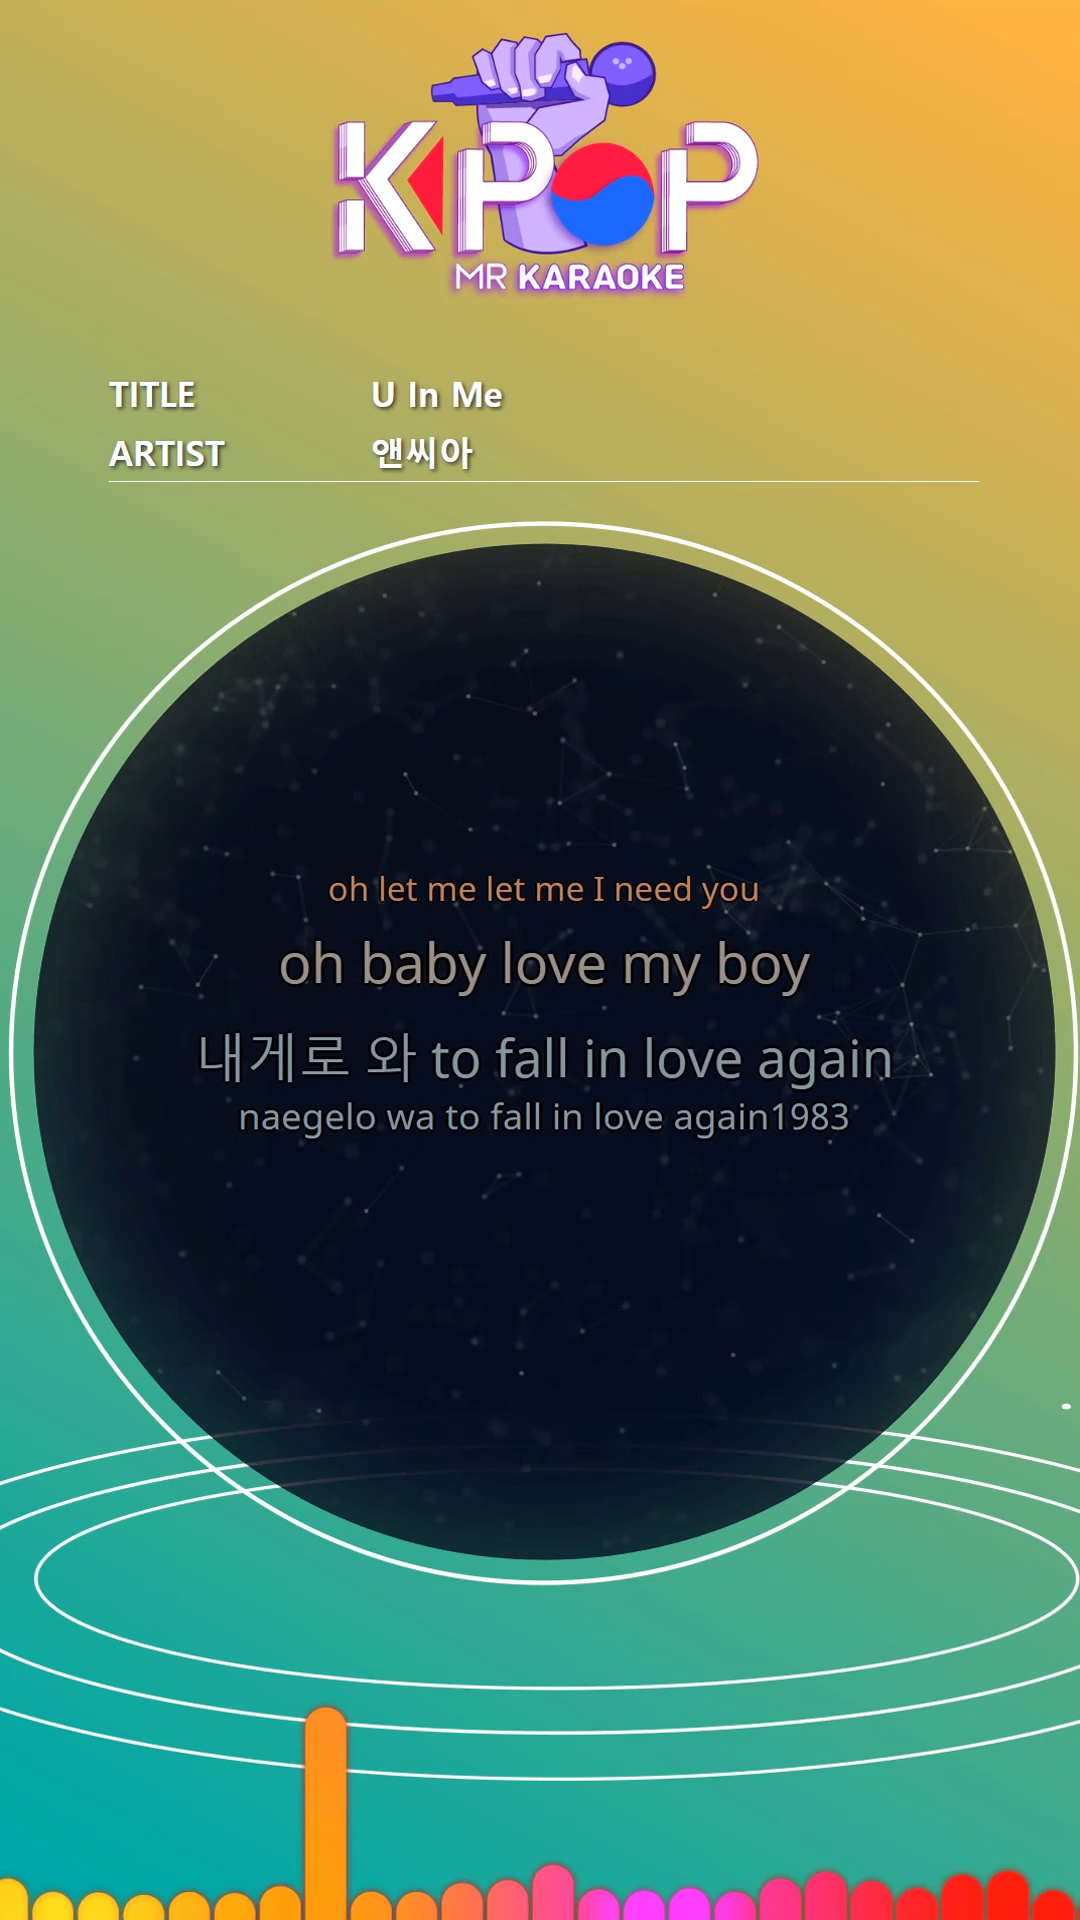 KPOP
MR KARAOKE
TITLE U In Me
ARTIST 앤씨아
oh let me let me I need you
oh baby love my boy
내게로 와 to fall in love again
naegelo wa to fall in love again1983